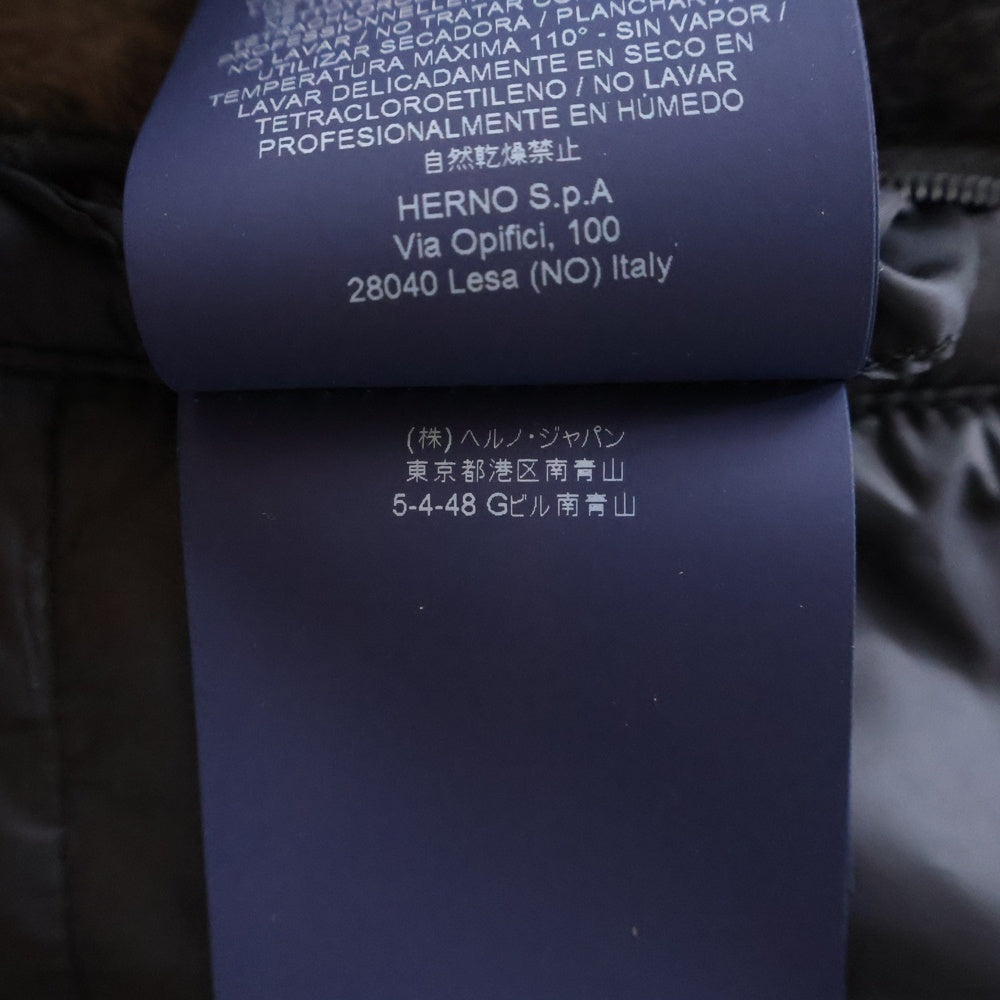 NO LAVAR / NO TRATAR CON
UTILIZAR SECADORA / PLANCHAR A
TEMPERATURA MÁXIMA 110° - SIN VAPOR /
LAVAR DELICADAMENTE EN SECO EN
TETRACLOROETILENO / NO LAVAR
PROFESIONALMENTE EN HÚMEDO
自然乾燥禁止
HERNO S.p.A
Via Opifici, 100
28040 Lesa (NO) Italy
(株)ヘルノ・ジャパン
東京都港区南青山
5-4-48 Gビル南青山